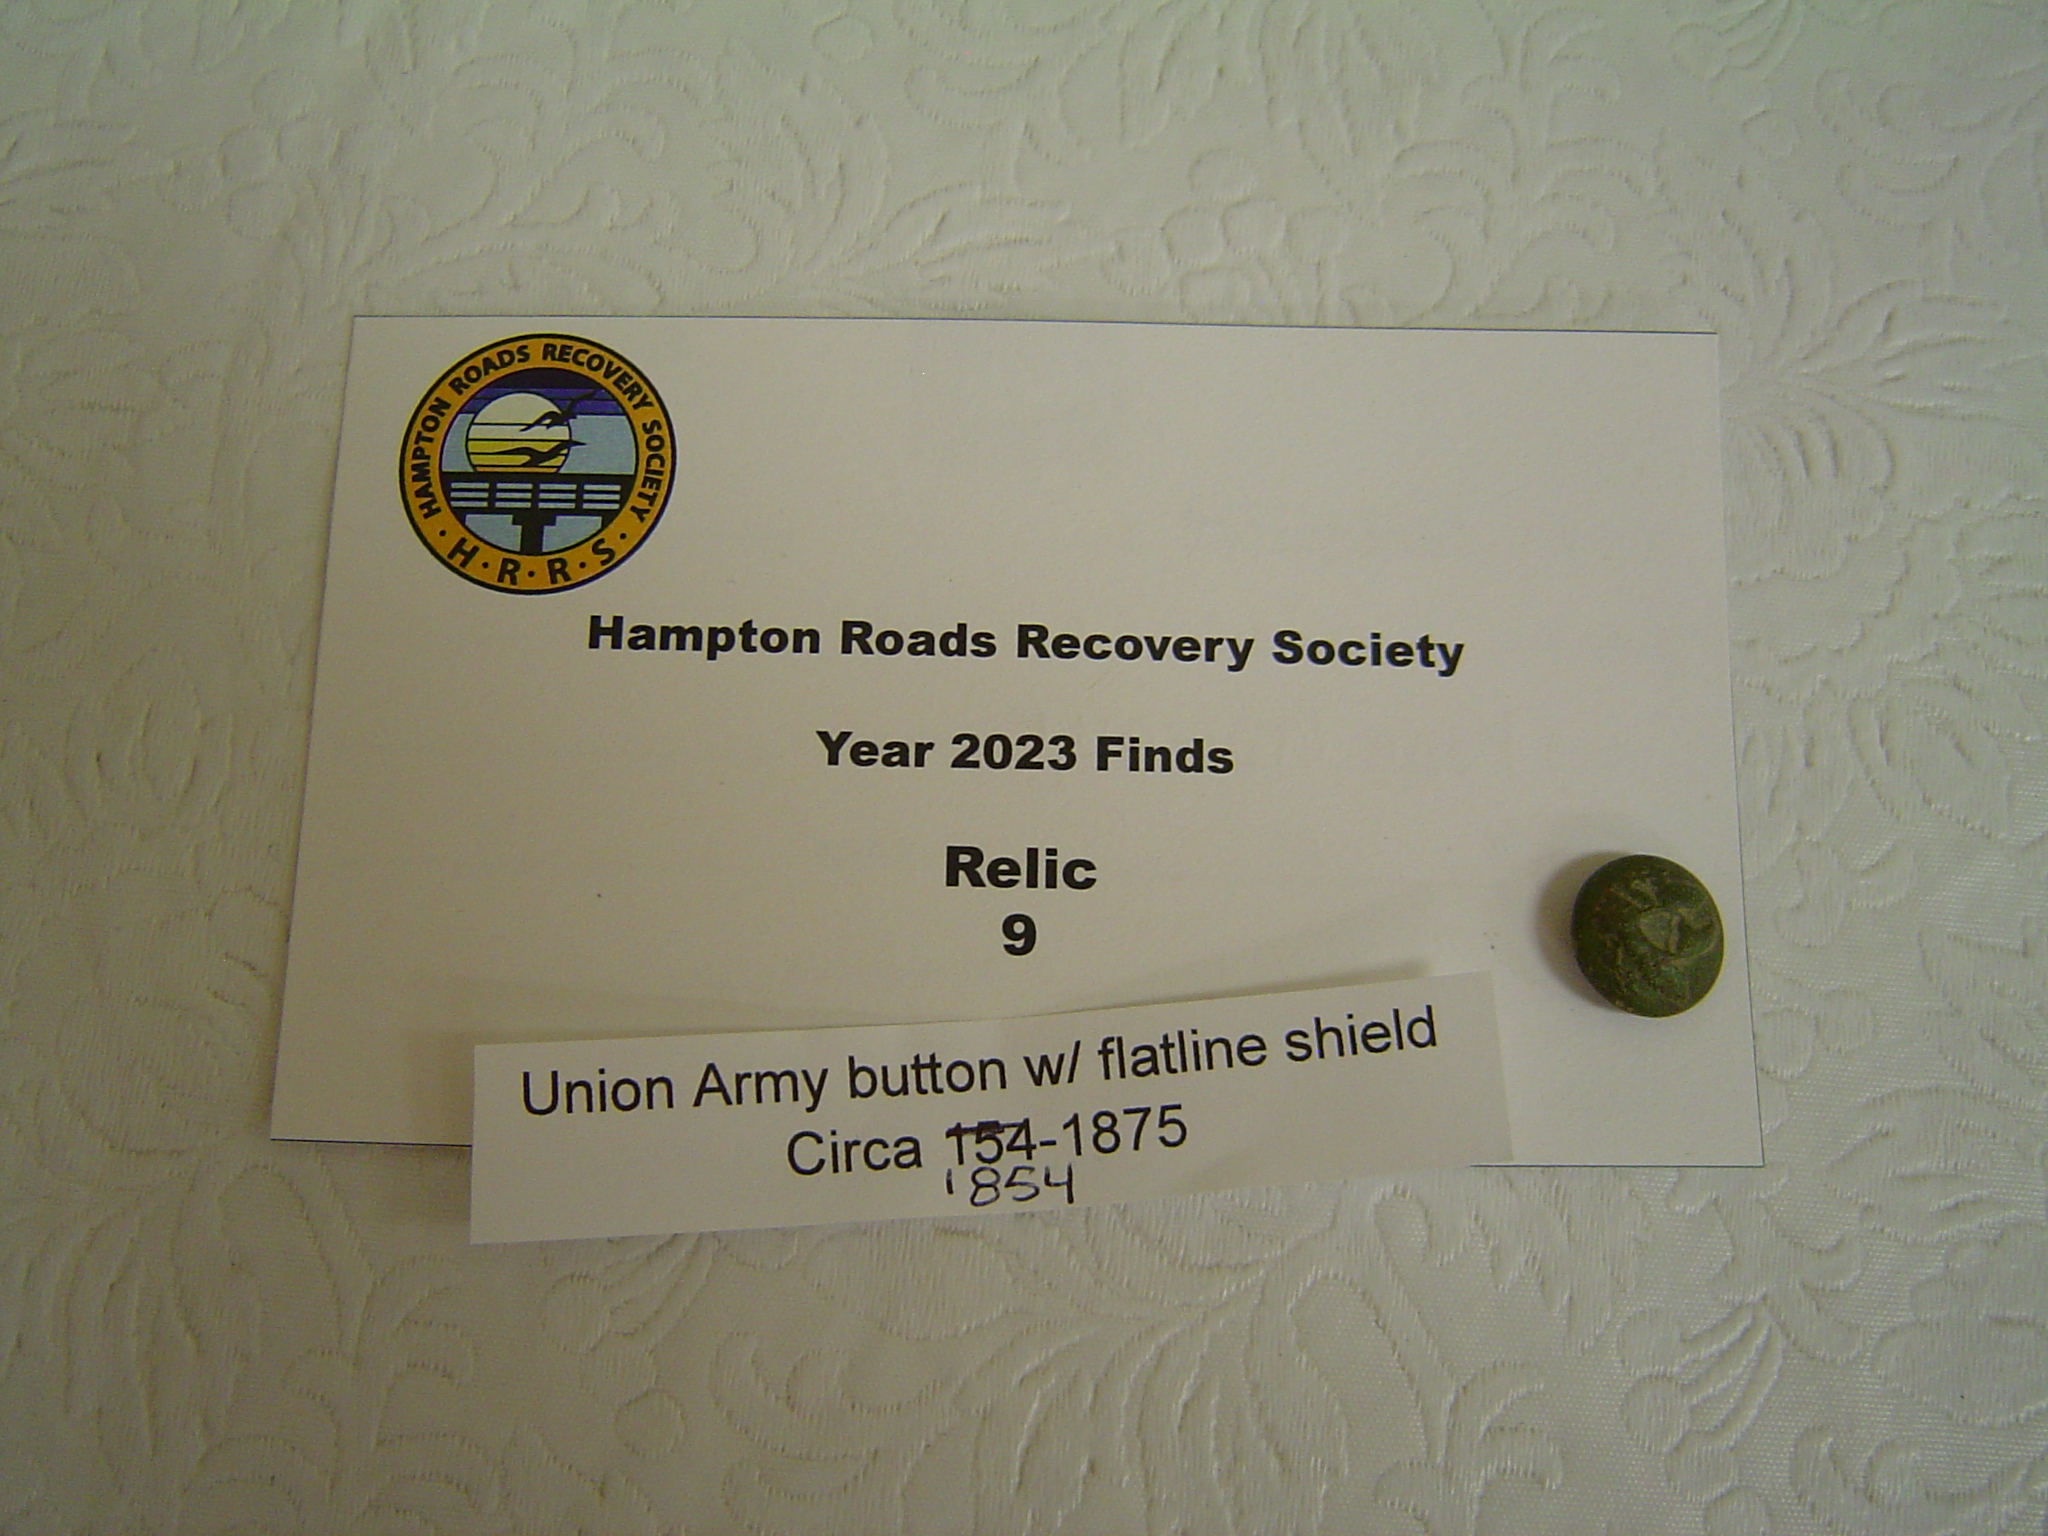 HAMPTON ROADS RECOVERY SOCIETY
· H · R · R · S ·
Hampton Roads Recovery Society
Year 2023 Finds
Relic
9
Union Army button w/ flatline shield
Circa 154-1875
1854